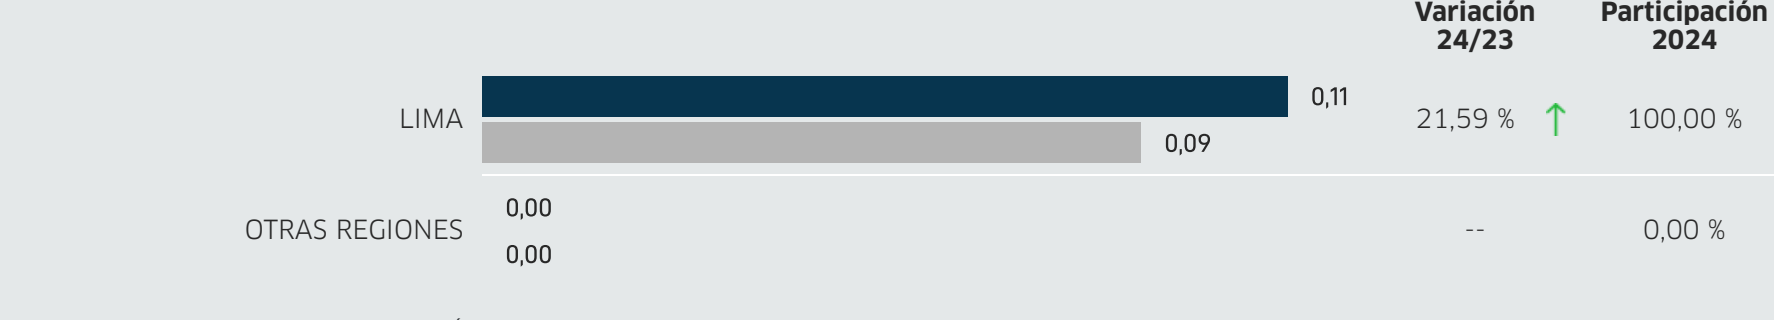 Variación 24/23
Participación 2024
LIMA
0,11
0,09
21,59 %
100,00 %
OTRAS REGIONES
0,00
0,00
--
0,00 %